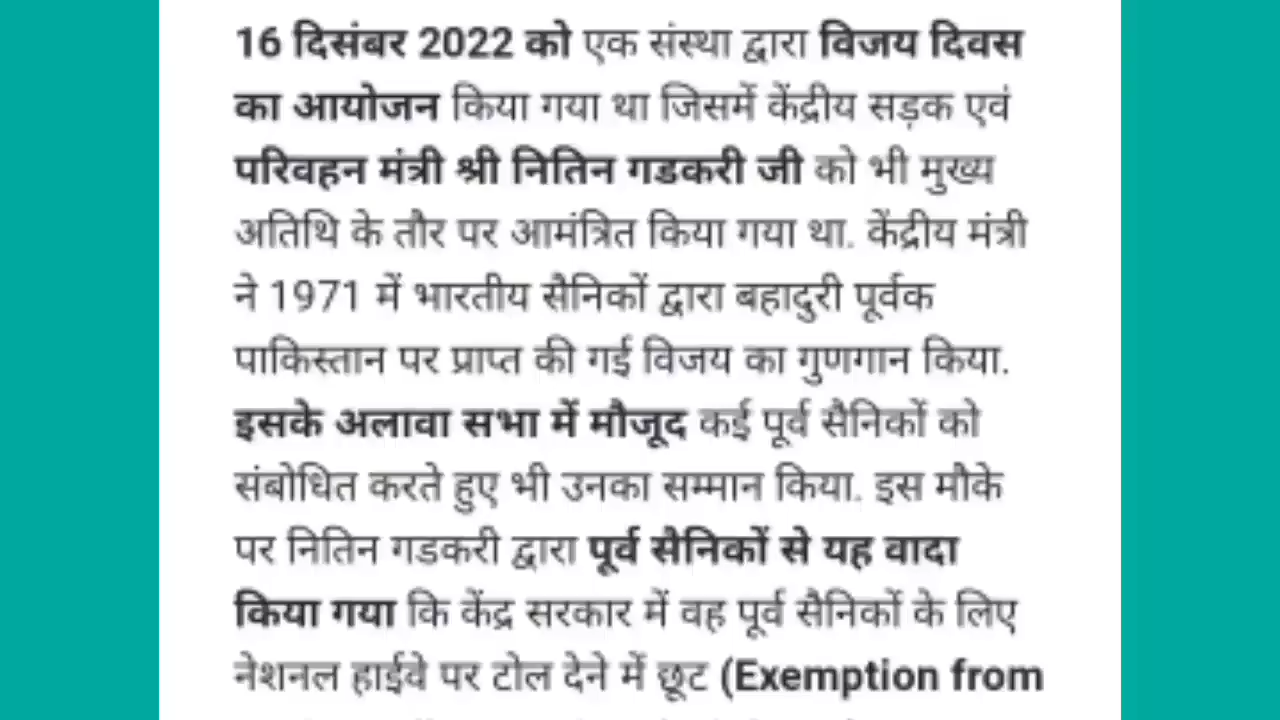 16 दिसंबर 2022 को एक संस्था द्वारा विजय दिवस
का आयोजन किया गया था जिसमें केंद्रीय सड़क एवं
परिवहन मंत्री श्री नितिन गडकरी जी को भी मुख्य
अतिथि के तौर पर आमंत्रित किया गया था. केंद्रीय मंत्री
ने 1971 में भारतीय सैनिकों द्वारा बहादुरी पूर्वक
पाकिस्तान पर प्राप्त की गई विजय का गुणगान किया.
इसके अलावा सभा में मौजूद कई पूर्व सैनिकों को
संबोधित करते हुए भी उनका सम्मान किया. इस मौके
पर नितिन गडकरी द्वारा पूर्व सैनिकों से यह वादा
किया गया कि केंद्र सरकार में वह पूर्व सैनिकों के लिए
नेशनल हाईवे पर टोल देने में छूट (Exemption from